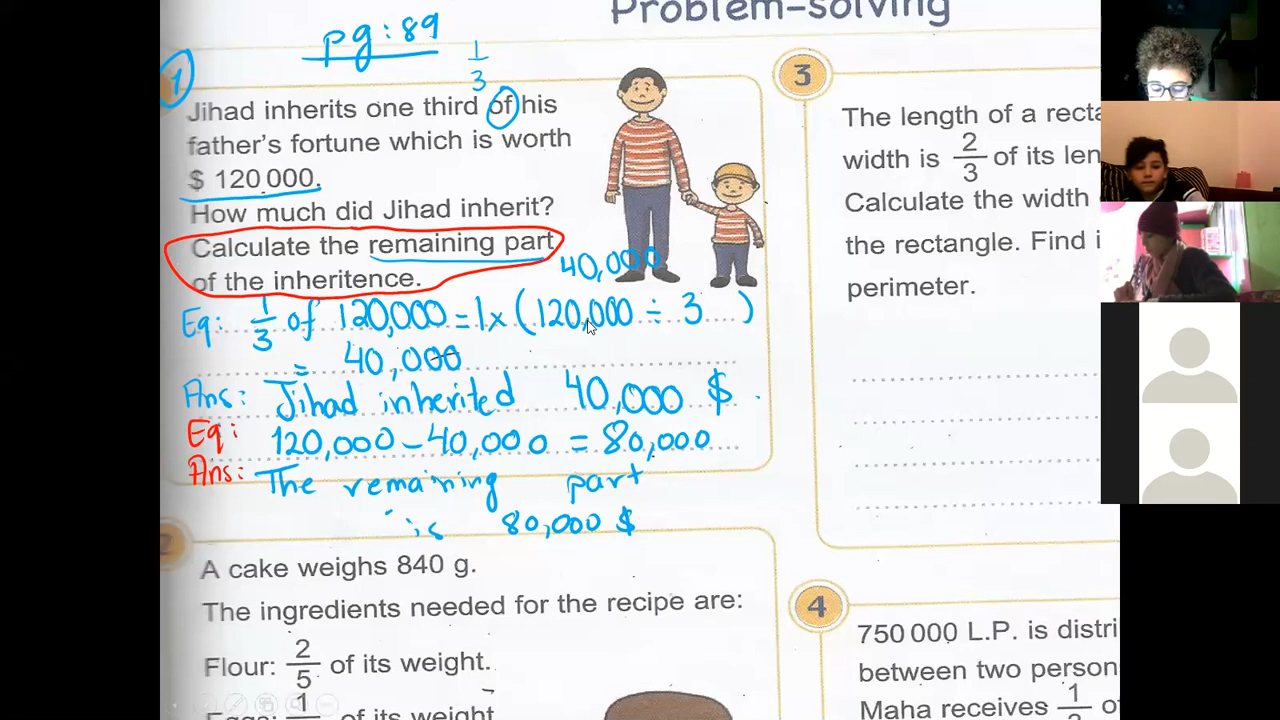 Problem-solving
pg: 89
1
1/3
Jihad inherits one third of his
father's fortune which is worth
$ 120 000.
How much did Jihad inherit?
Calculate the remaining part
of the inheritence.
40,000
Eq: 1/3 of 120,000 = 1 x (120,000 ÷ 3 )
= 40,000
Ans: Jihad inherited 40,000 $.
Eq: 120,000 - 40,000 = 80,000
Ans: The remaining part
is 80,000 $
A cake weighs 840 g.
The ingredients needed for the recipe are:
Flour: 2/5 of its weight.
of its weight
3
The length of a
width is 2/3 of its
Calculate the width
the rectangle. Find
perimeter.
4
750 000 L.P. is
between two
Maha receives